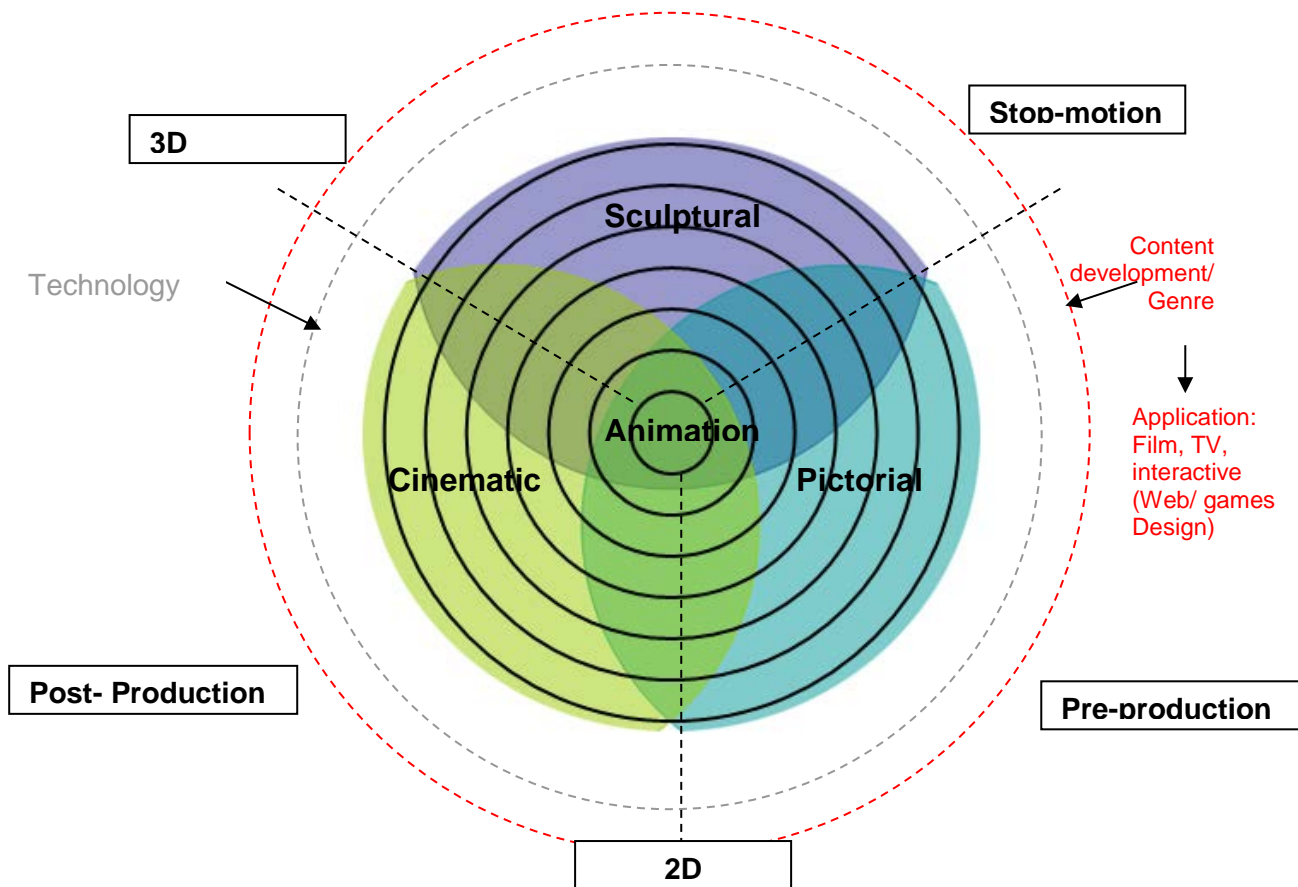 Stop-motion
3D
Sculptural
Content
development/
Genre
Technology
Application:
Film, TV,
interactive
(Web/ games
Design)
Animation
Cinematic
Pictorial
Post- Production
Pre-production
2D